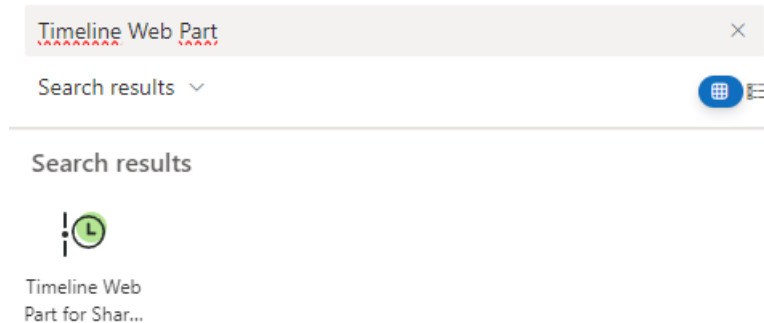 Timeline Web Part
Search results
Search results
Timeline Web
Part for Shar...